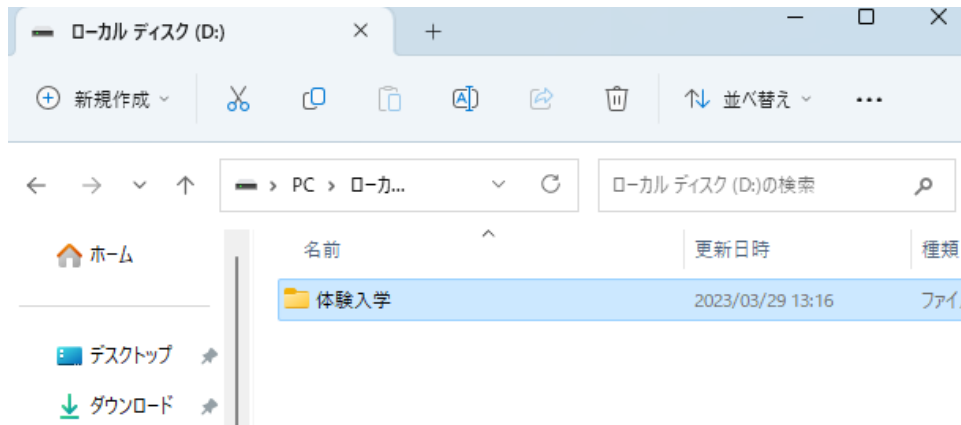 ローカル ディスク (D:)
新規作成 並べ替え
PC ローカ... ローカル ディスク (D:)の検索
ホーム 名前 更新日時 種類
体験入学 2023/03/29 13:16 ファイ
デスクトップ
ダウンロード